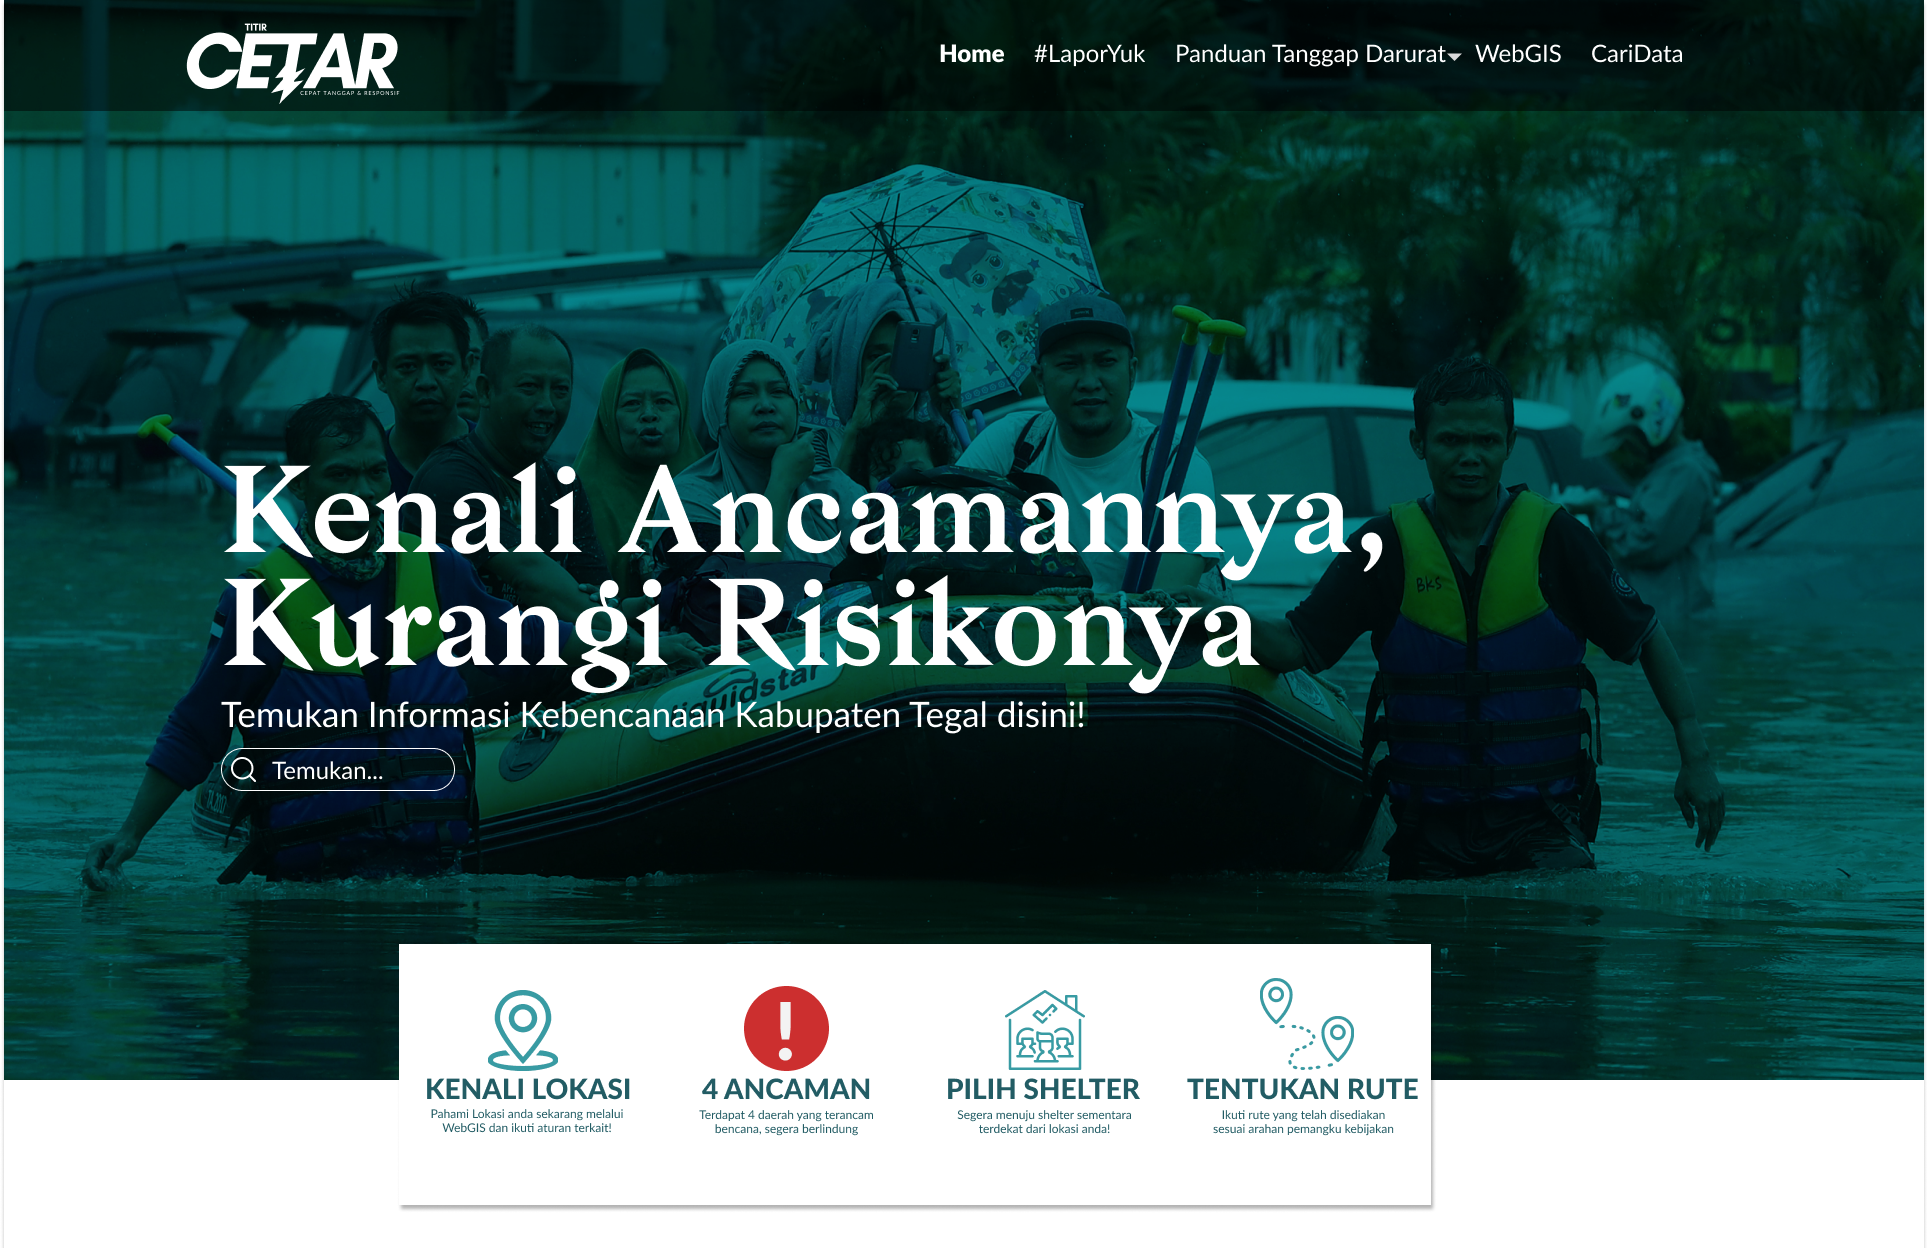 TITIR
CETAR
CEPAT TANGGAP & RESPONSIF
Home #LaporYuk Panduan Tanggap Darurat WebGIS CariData
Kenali Ancamannya,
Kurangi Risikonya
BKS
liquidstar
Temukan Informasi Kebencanaan Kabupaten Tegal disini!
Temukan...
KENALI LOKASI
Pahami Lokasi anda sekarang melalui
WebGIS dan ikuti aturan terkait!
4 ANCAMAN
Terdapat 4 daerah yang terancam
bencana, segera berlindung
PILIH SHELTER
Segera menuju shelter sementara
terdekat dari lokasi anda!
TENTUKAN RUTE
Ikuti rute yang telah disediakan
sesuai arahan pemangku kebijakan